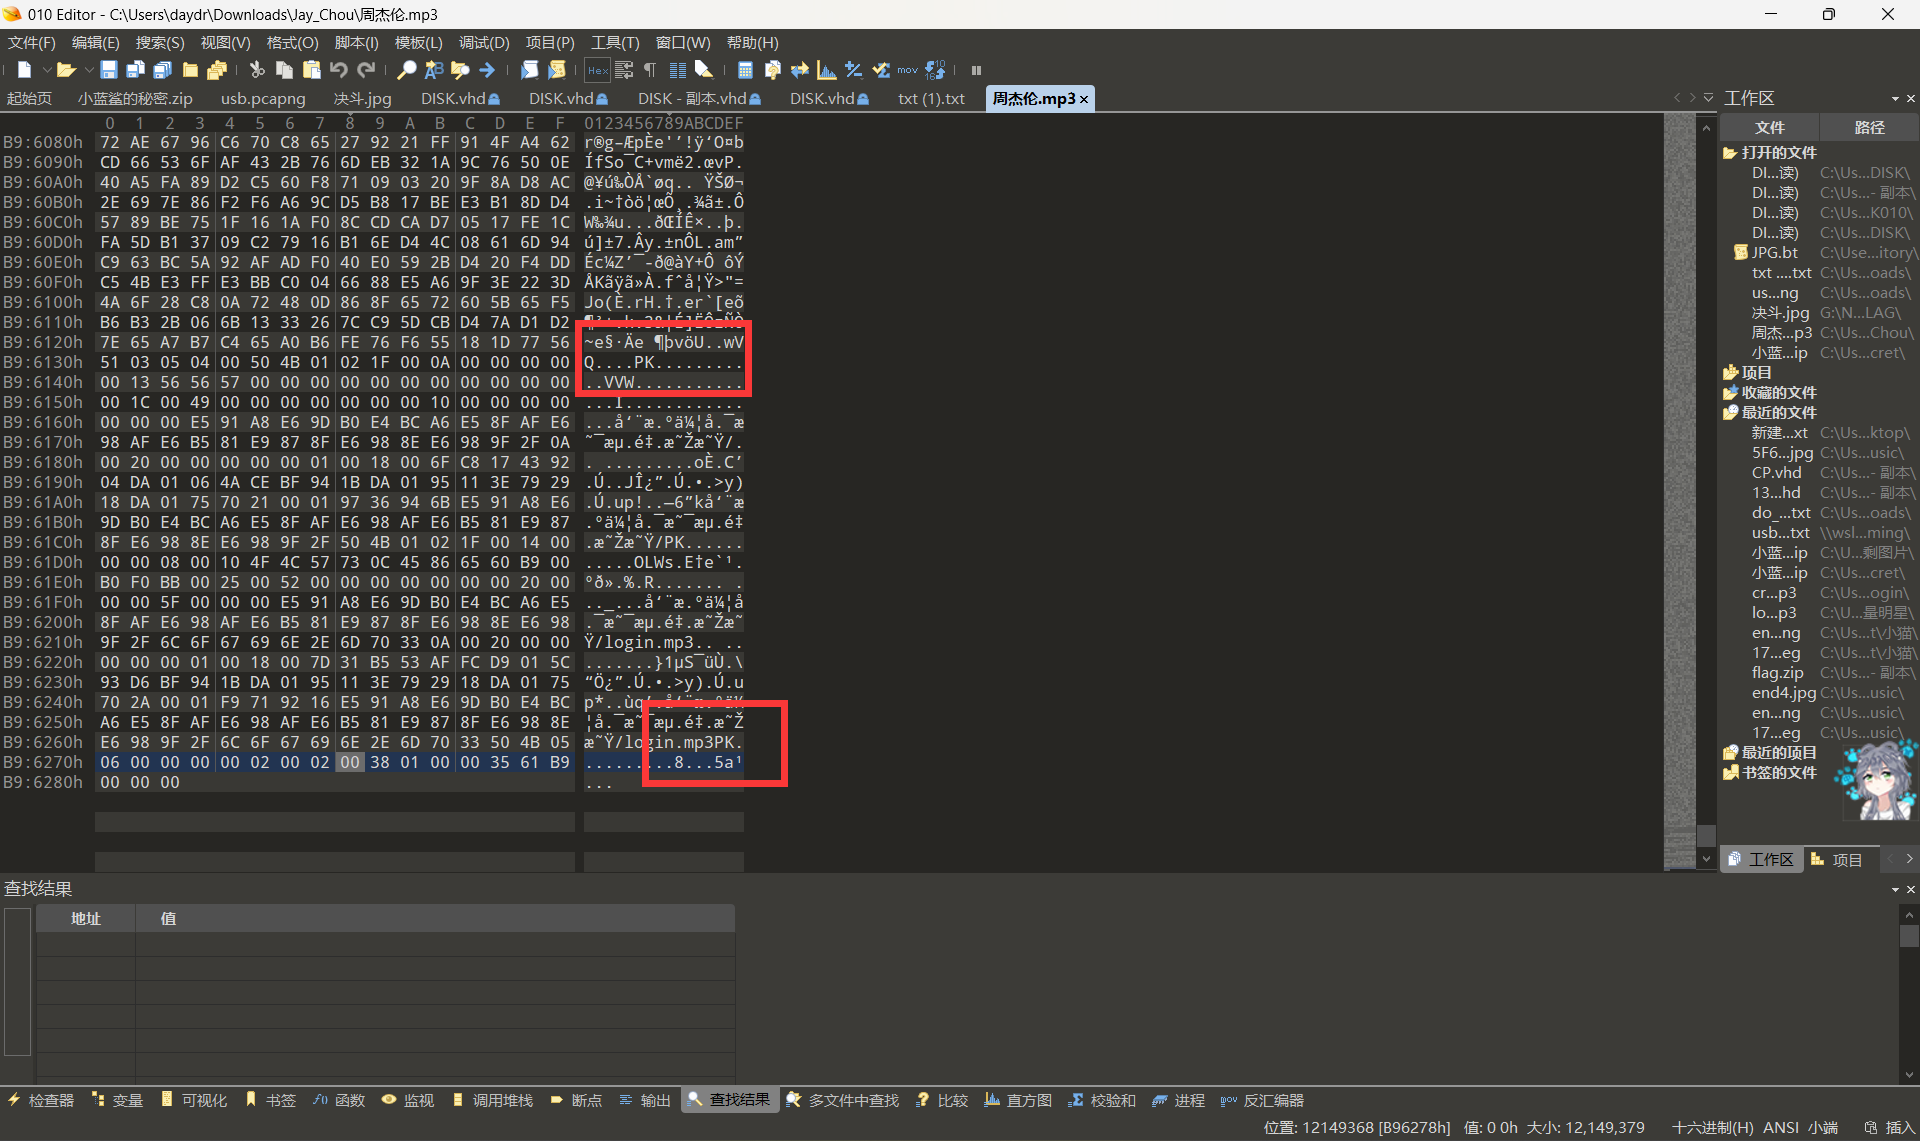 010 Editor - C:\Users\daydr\Downloads\Jay_Chou\周杰伦.mp3
文件(F) 编辑(E) 搜索(S) 视图(V) 格式(O) 脚本(I) 模板(L) 调试(D) 项目(P) 工具(T) 窗口(W) 帮助(H)
起始页 小蓝鲨的秘密.zip usb.pcapng 决斗.jpg DISK.vhd DISK.vhd DISK - 副本.vhd DISK.vhd txt (1).txt 周杰伦.mp3 工作区
0 1 2 3 4 5 6 7 8 9 A B C D E F 0123456789ABCDEF
B9:6080h 72 AE 67 96 C6 70 C8 65 27 92 21 FF 91 4F A4 62 r®g–ÆpÈe'’!ÿ‘O¤b
B9:6090h CD 66 53 6F AF 43 2B 76 6D EB 32 1A 9C 76 50 0E ÍfSo¯C+vmë2.œvP.
B9:60A0h 40 A5 FA 89 D2 C5 60 F8 71 09 03 20 9F 8A D8 AC @¥ú‰ÒÅ`øq.. ŸŠØ¬
B9:60B0h 2E 69 7E 86 F2 F6 A6 9C D5 B8 17 BE E3 B1 8D D4 .i~†òö¦œÕ¸.¾ã±.Ô
B9:60C0h 57 89 BE 75 1F 16 1A F0 8C CD CA D7 05 17 FE 1C W‰¾u...ðŒÍÊ×..þ.
B9:60D0h FA 5D B1 37 09 C2 79 16 B1 6E D4 4C 08 61 6D 94 ú]±7.Ây.±nÔL.am”
B9:60E0h C9 63 BC 5A 92 AF AD F0 40 E0 59 2B D4 20 F4 DD Éc¼Z’¯-ð@àY+Ô ôÝ
B9:60F0h C5 4B E3 FF E3 BB C0 04 66 88 E5 A6 9F 3E 22 3D ÅKãÿã»À.fˆå¦Ÿ>"=
B9:6100h 4A 6F 28 C8 0A 72 48 0D 86 8F 65 72 60 5B 65 F5 Jo(È.rH.†.er`[eõ
B9:6110h B6 B3 2B 06 6B 13 33 26 7C C9 5D CB D4 7A D1 D2 ¶³+.k.3&|É]ËÔzÑÒ
B9:6120h 7E 65 A7 B7 C4 65 A0 B6 FE 76 F6 55 18 1D 77 56 ~e§·Äe ¶þvöU..wV
B9:6130h 51 03 05 04 00 50 4B 01 02 1F 00 0A 00 00 00 00 Q....PK.........
B9:6140h 00 13 56 56 57 00 00 00 00 00 00 00 00 00 00 00 ..VVW...........
B9:6150h 00 1C 00 49 00 00 00 00 00 00 00 10 00 00 00 00 ...I............
B9:6160h 00 00 00 E5 91 A8 E6 9D B0 E4 BC A6 E5 8F AF E6 ...å‘¨æ.°ä¼¦å.¯æ
B9:6170h 98 AF E6 B5 81 E9 87 8F E6 98 8E E6 98 9F 2F 0A ˜¯æµ.é‡.æ˜Žæ˜Ÿ/.
B9:6180h 00 20 00 00 00 00 00 01 00 18 00 6F C8 17 43 92 . .........oÈ.C’
B9:6190h 04 DA 01 06 4A CE BF 94 1B DA 01 95 11 3E 79 29 .Ú..JÎ¿”.Ú.•.>y)
B9:61A0h 18 DA 01 75 70 21 00 01 97 36 94 6B E5 91 A8 E6 .Ú.up!..—6”kå‘¨æ
B9:61B0h 9D B0 E4 BC A6 E5 8F AF E6 98 AF E6 B5 81 E9 87 .°ä¼¦å.¯æ˜¯æµ.é‡
B9:61C0h 8F E6 98 8E E6 98 9F 2F 50 4B 01 02 1F 00 14 00 .æ˜Žæ˜Ÿ/PK......
B9:61D0h 00 00 08 00 10 4F 4C 57 73 0C 45 86 65 60 B9 00 .....OLWs.E†e`¹.
B9:61E0h B0 F0 BB 00 25 00 52 00 00 00 00 00 00 00 20 00 °ð».%.R....... .
B9:61F0h 00 00 5F 00 00 00 E5 91 A8 E6 9D B0 E4 BC A6 E5 .._...å‘¨æ.°ä¼¦å
B9:6200h 8F AF E6 98 AF E6 B5 81 E9 87 8F E6 98 8E E6 98 .¯æ˜¯æµ.é‡.æ˜Žæ˜
B9:6210h 9F 2F 6C 6F 67 69 6E 2E 6D 70 33 0A 00 20 00 00 Ÿ/login.mp3.. ..
B9:6220h 00 00 00 01 00 18 00 7D 31 B5 53 AF FC D9 01 5C .......}1µS¯üÙ.\
B9:6230h 93 D6 BF 94 1B DA 01 95 11 3E 79 29 18 DA 01 75 “Ö¿”.Ú.•.>y).Ú.u
B9:6240h 70 2A 00 01 F9 71 92 16 E5 91 A8 E6 9D B0 E4 BC p*..ùq’.å‘¨æ.°ä¼
B9:6250h A6 E5 8F AF E6 98 AF E6 B5 81 E9 87 8F E6 98 8E ¦å.¯æ˜¯æµ.é‡.æ˜Ž
B9:6260h E6 98 9F 2F 6C 6F 67 69 6E 2E 6D 70 33 50 4B 05 æ˜Ÿ/login.mp3PK.
B9:6270h 06 00 00 00 00 02 00 02 00 38 01 00 00 35 61 B9 .........8...5a¹
B9:6280h 00 00 00 ...
文件 路径
打开的文件
DI...读) C:\Us...DISK\
DI...读) C:\Us...- 副本\
DI...读) C:\Us...K010\
DI...读) C:\Us...DISK\
JPG.bt C:\Use...itory\
txt ....txt C:\Us...oads\
us...ng C:\Us...oads\
决斗.jpg G:\N...LAG\
周杰...p3 C:\Us...Chou\
小蓝...ip C:\Us...cret\
项目
收藏的文件
最近的文件
新建...xt C:\Us...ktop\
5F6...jpg C:\Us...usic\
CP.vhd C:\Us...- 副本\
13...hd C:\Us...- 副本\
do_...txt C:\Us...oads\
usb...txt \\wsl...ming\
小蓝...ip C:\U...剩图片\
小蓝...ip C:\Us...cret\
cr...p3 C:\Us...ogin\
lo...p3 C:\U...量明星\
en...ng C:\Us...t\小猫\
17...eg C:\Us...t\小猫\
flag.zip C:\Us...- 副本\
end4.jpg C:\Us...usic\
en...ng C:\Us...usic\
17...eg C:\Us...usic\
最近的项目
书签的文件
工作区 项目
查找结果
地址 值
检查器 变量 可视化 书签 函数 监视 调用堆栈 断点 输出 查找结果 多文件中查找 比较 直方图 校验和 进程 反汇编器
位置: 12149368 [B96278h] 值: 0 0h 大小: 12,149,379 十六进制(H) ANSI 小端 插入